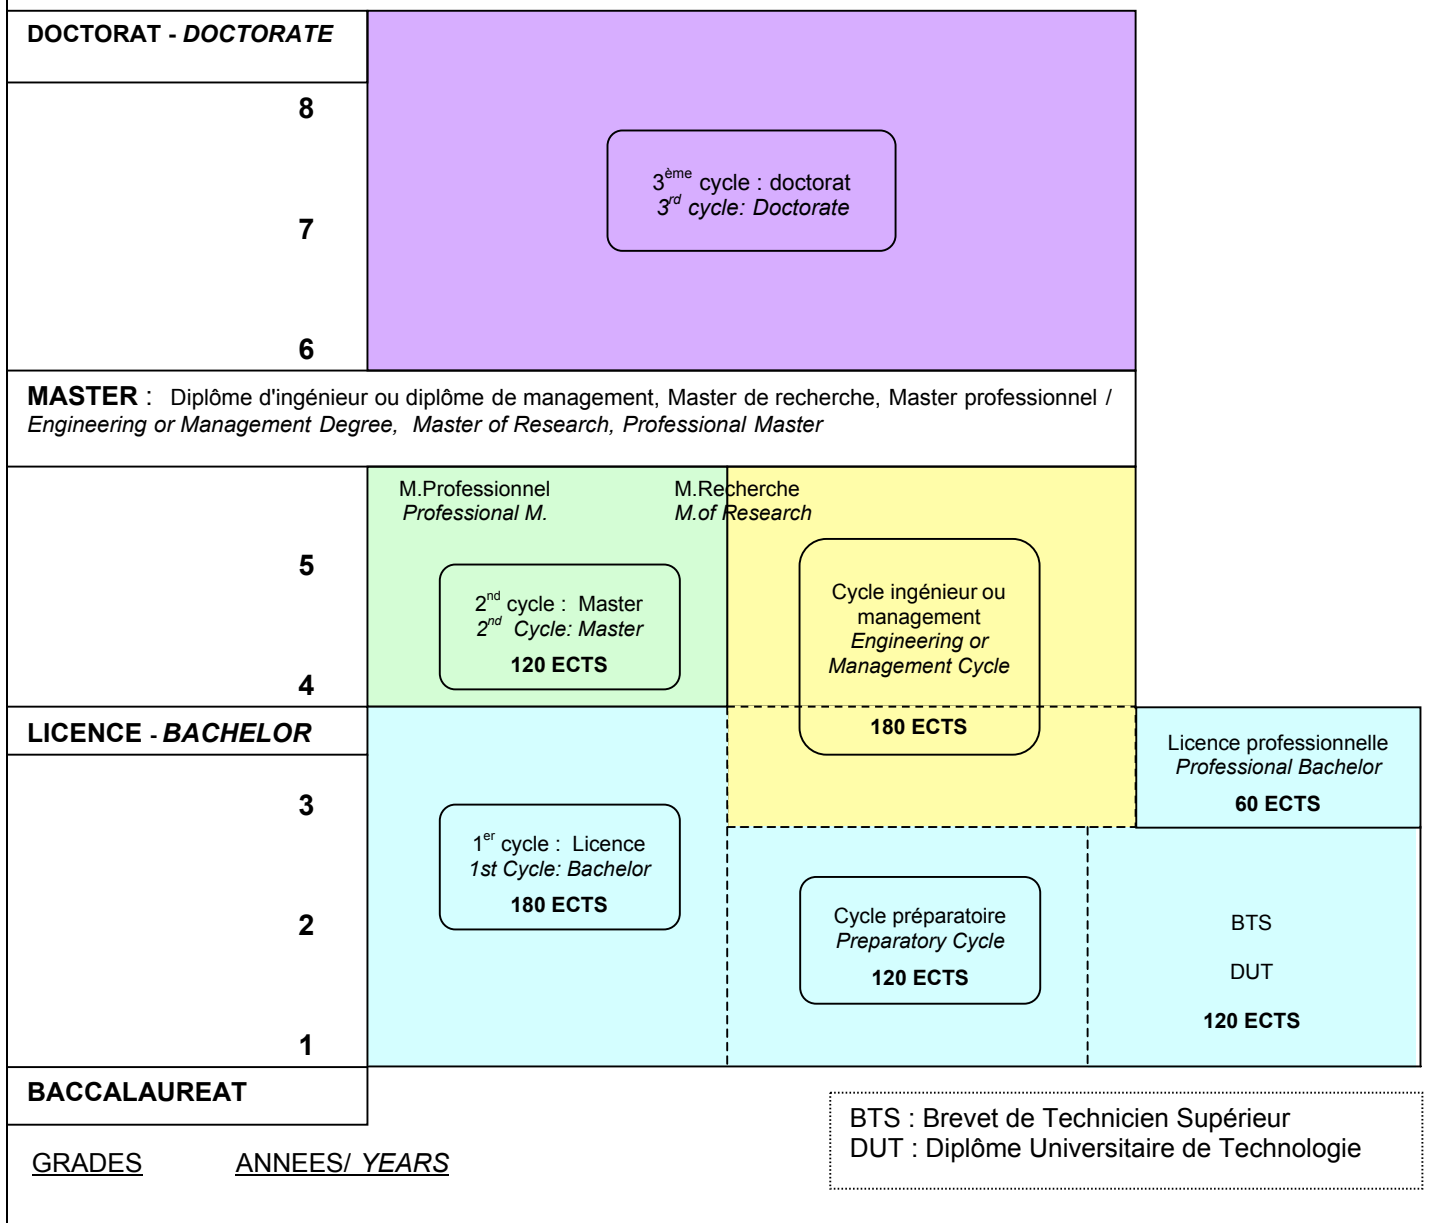 DOCTORAT - DOCTORATE
8
3ème cycle : doctorat
3rd cycle: Doctorate
7
6
MASTER : Diplôme d'ingénieur ou diplôme de management, Master de recherche, Master professionnel /
Engineering or Management Degree, Master of Research, Professional Master
M.Professionnel
Professional M.
M.Recherche
M.of Research
5
2nd cycle : Master
2nd Cycle: Master
120 ECTS
Cycle ingénieur ou
management
Engineering or
Management Cycle
180 ECTS
4
LICENCE - BACHELOR
Licence professionnelle
Professional Bachelor
60 ECTS
3
1er cycle : Licence
1st Cycle: Bachelor
180 ECTS
2
Cycle préparatoire
Preparatory Cycle
120 ECTS
BTS
DUT
120 ECTS
1
BACCALAUREAT
BTS : Brevet de Technicien Supérieur
DUT : Diplôme Universitaire de Technologie
GRADES
ANNEES/ YEARS